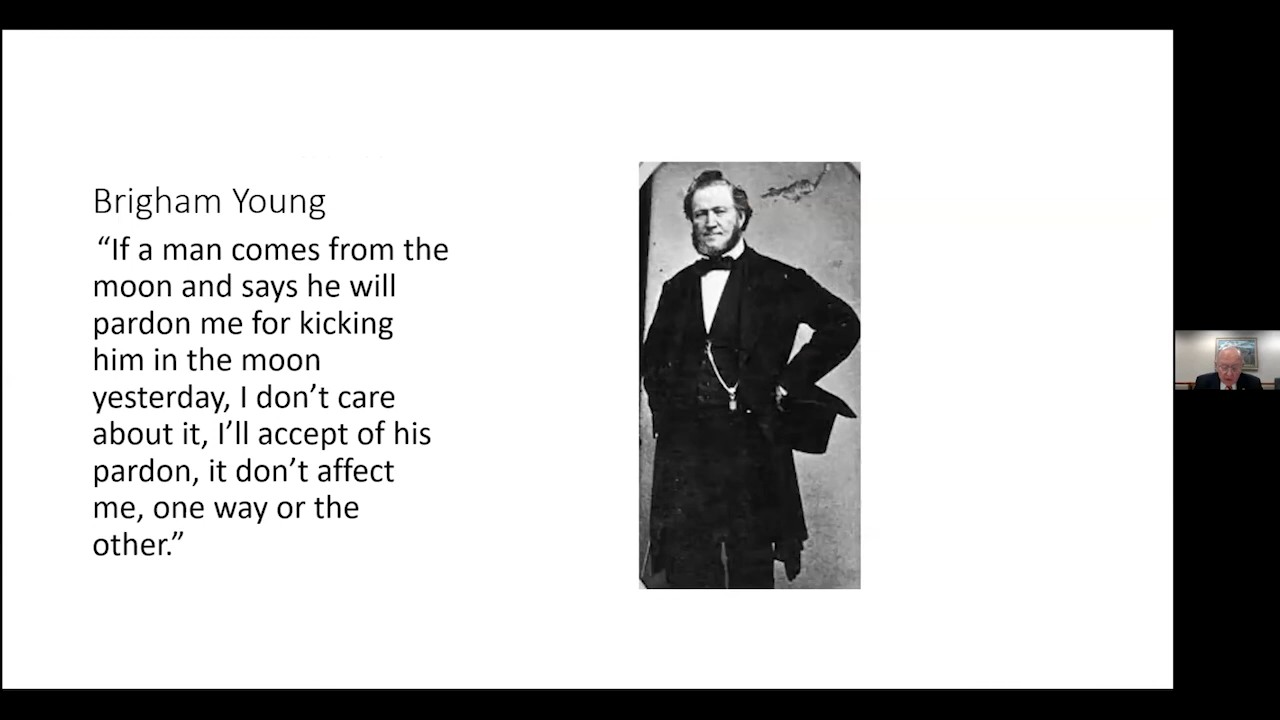 Brigham Young
“If a man comes from the
moon and says he will
pardon me for kicking
him in the moon
yesterday, I don’t care
about it, I’ll accept of his
pardon, it don’t affect
me, one way or the
other.”